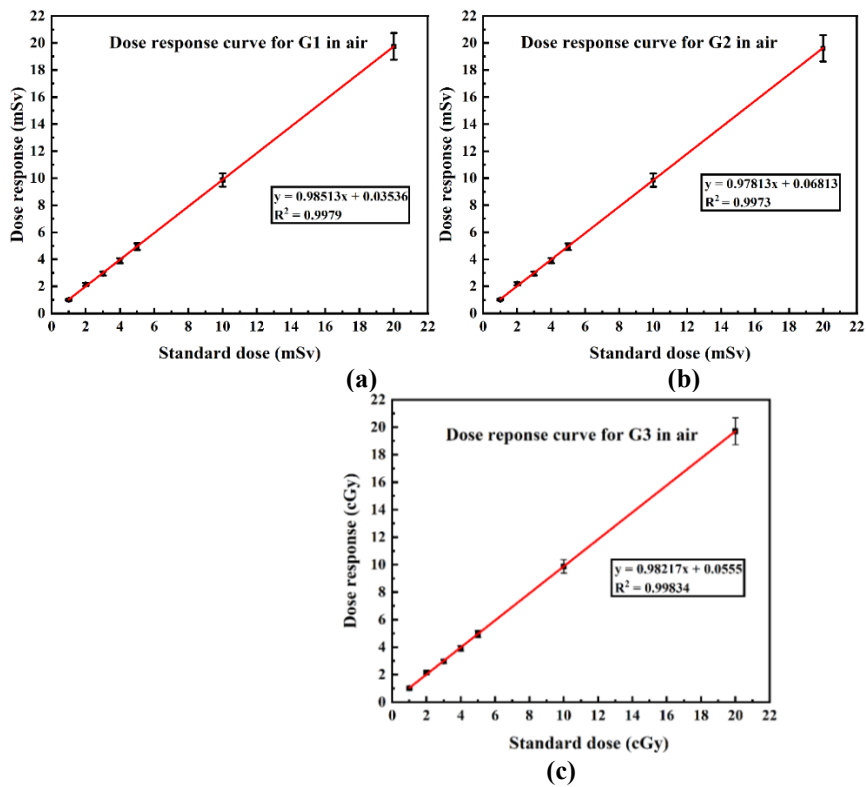 Dose response curve for G1 in air
Dose response (mSv)
22
20
18
16
14
12
10
8
6
4
2
0
y = 0.98513x + 0.03536
R² = 0.9979
0 2 4 6 8 10 12 14 16 18 20 22
Standard dose (mSv)
(a)
Dose response curve for G2 in air
Dose response (mSv)
22
20
18
16
14
12
10
8
6
4
2
0
y = 0.97813x + 0.06813
R² = 0.9973
0 2 4 6 8 10 12 14 16 18 20 22
Standard dose (mSv)
(b)
Dose reponse curve for G3 in air
Dose response (cGy)
22
20
18
16
14
12
10
8
6
4
2
0
y = 0.98217x + 0.0555
R² = 0.99834
0 2 4 6 8 10 12 14 16 18 20 22
Standard dose (cGy)
(c)